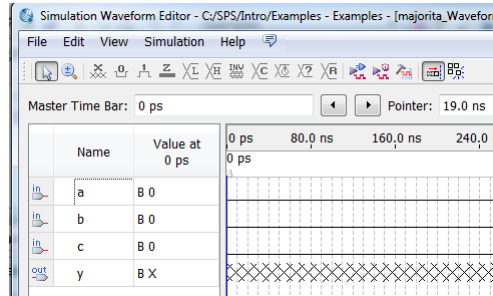 Simulation Waveform Editor - C:/SPS/Intro/Examples - Examples - [majorita_Wavefor
File Edit View Simulation Help
Master Time Bar: 0 ps Pointer: 19.0 ns
Name Value at 0 ps 0 ps 80.0 ns 160.0 ns 240.0
0 ps
in a B 0
in b B 0
in c B 0
out y B X